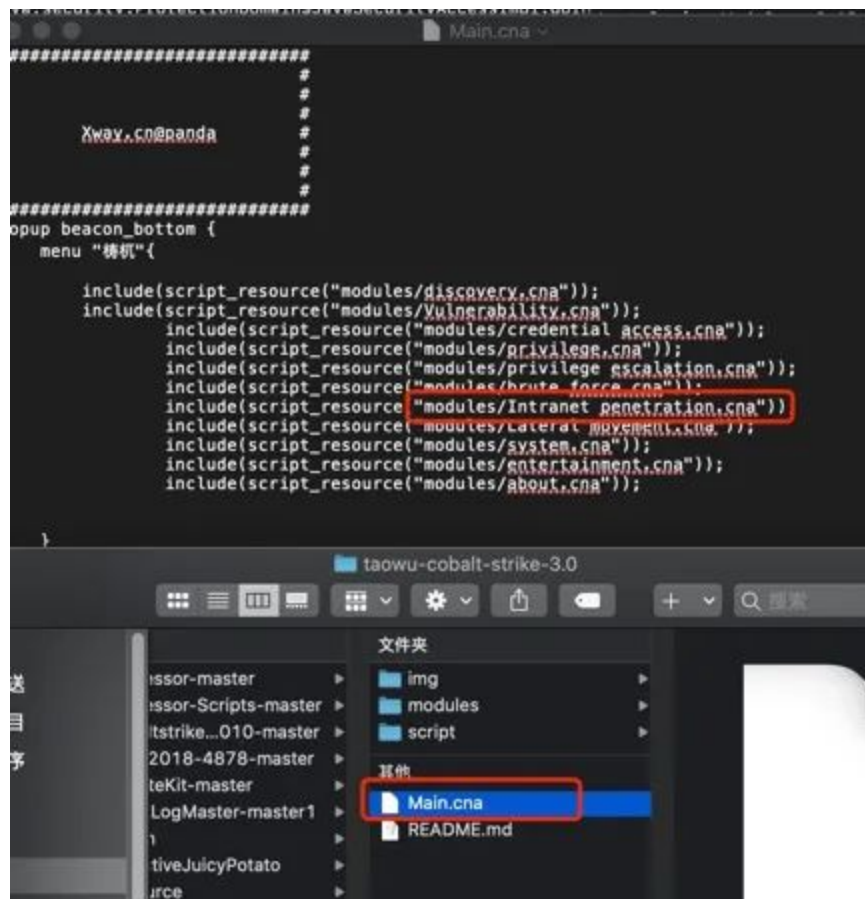 Main.cna
#############################
#
#
#
Xway.cn@panda #
#
#
#
#############################
opup beacon_bottom {
menu "梼杌"{
include(script_resource("modules/discovery.cna"));
include(script_resource("modules/Vulnerability.cna"));
include(script_resource("modules/credential access.cna"));
include(script_resource("modules/privilege.cna"));
include(script_resource("modules/privilege escalation.cna"));
include(script_resource("modules/brute force.cna"));
include(script_resource("modules/Intranet penetration.cna"))
include(script_resource("modules/Lateral movement.cna"));
include(script_resource("modules/system.cna"));
include(script_resource("modules/entertainment.cna"));
include(script_resource("modules/about.cna"));
}
taowu-cobalt-strike-3.0
搜索
送
目
序
essor-master
essor-Scripts-master
ltstrike...010-master
2018-4878-master
teKit-master
LogMaster-master1
tiveJuicyPotato
urce
文件夹
img
modules
script
其他
Main.cna
README.md